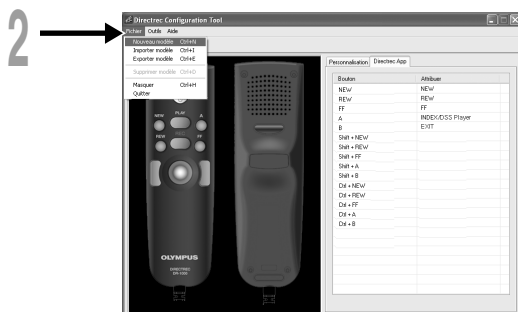 2
Directrec Configuration Tool
Fichier Outils Aide
Nouveau modèle Ctrl+N
Importer modèle Ctrl+I
Exporter modèle Ctrl+E
Supprimer modèle Ctrl+D
Masquer Ctrl+H
Quitter
Personnalisation Directrec App
Bouton Attribuer
NEW NEW
REW REW
FF FF
A INDEX/DSS Player
B EXIT
Shift + NEW
Shift + REW
Shift + FF
Shift + A
Shift + B
Ctrl + NEW
Ctrl + REW
Ctrl + FF
Ctrl + A
Ctrl + B
NEW PLAY A
REW FF
OLYMPUS
DIRECTREC